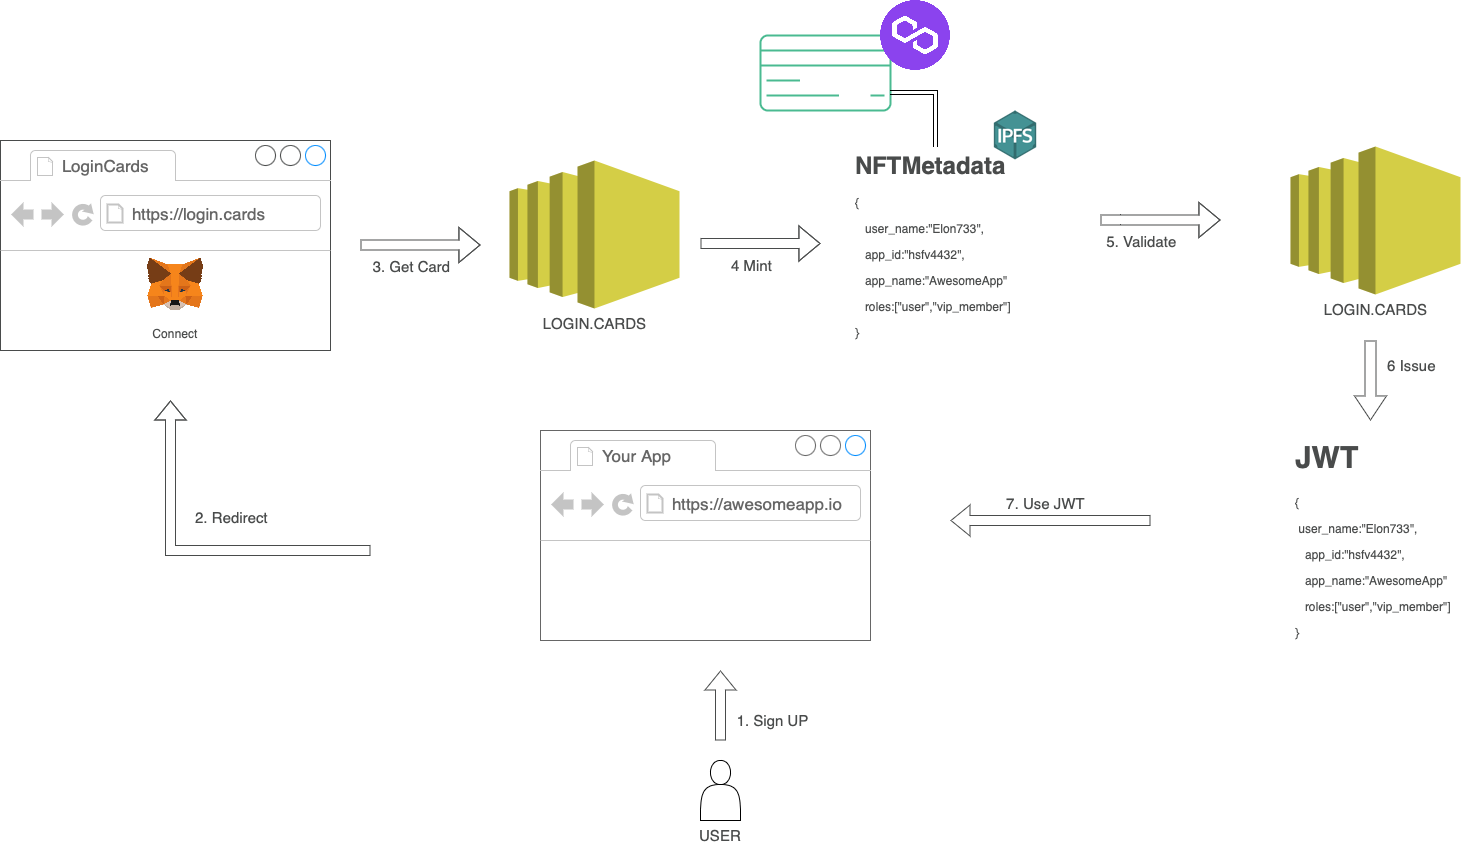 IPFS
LoginCards
https://login.cards
Connect
3. Get Card
LOGIN.CARDS
4 Mint
NFTMetadata
{
user_name:"Elon733",
app_id:"hsfv4432",
app_name:"AwesomeApp"
roles:["user","vip_member"]
}
5. Validate
LOGIN.CARDS
6 Issue
JWT
{
user_name:"Elon733",
app_id:"hsfv4432",
app_name:"AwesomeApp"
roles:["user","vip_member"]
}
7. Use JWT
Your App
https://awesomeapp.io
2. Redirect
1. Sign UP
USER